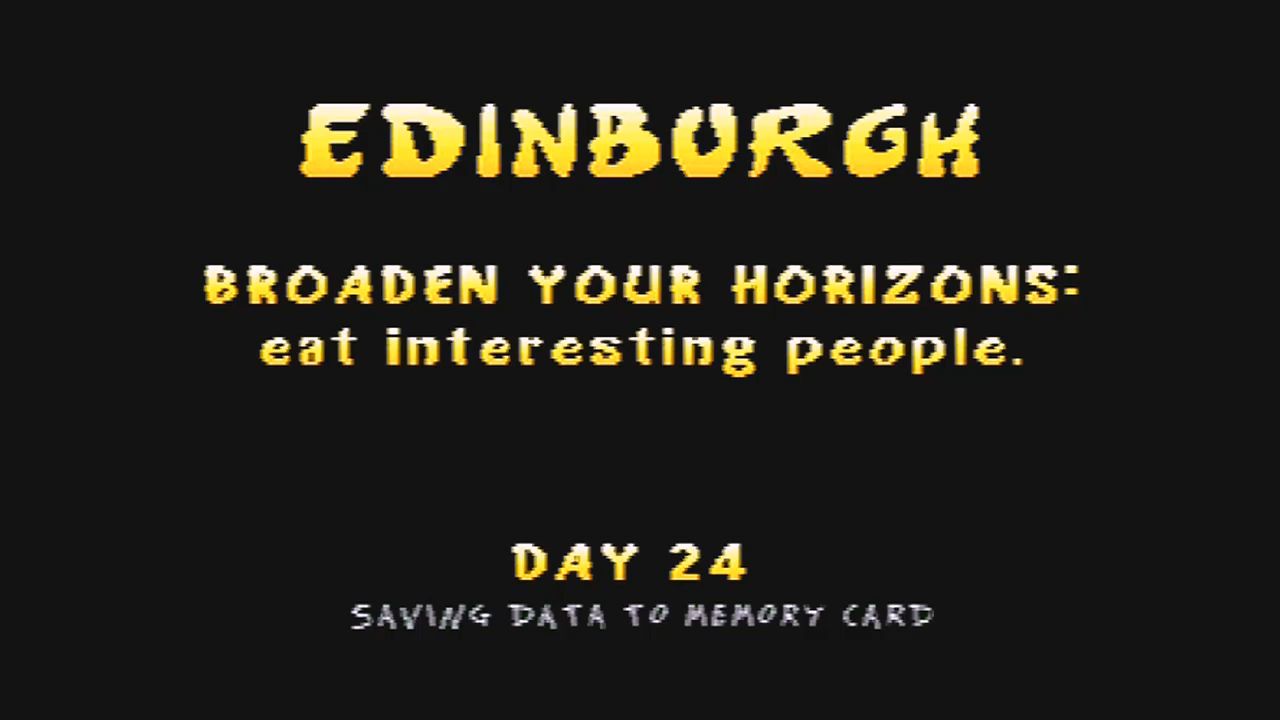 EDINBURGH
BROADEN YOUR HORIZONS:
eat interesting people.
DAY 24
SAVING DATA TO MEMORY CARD